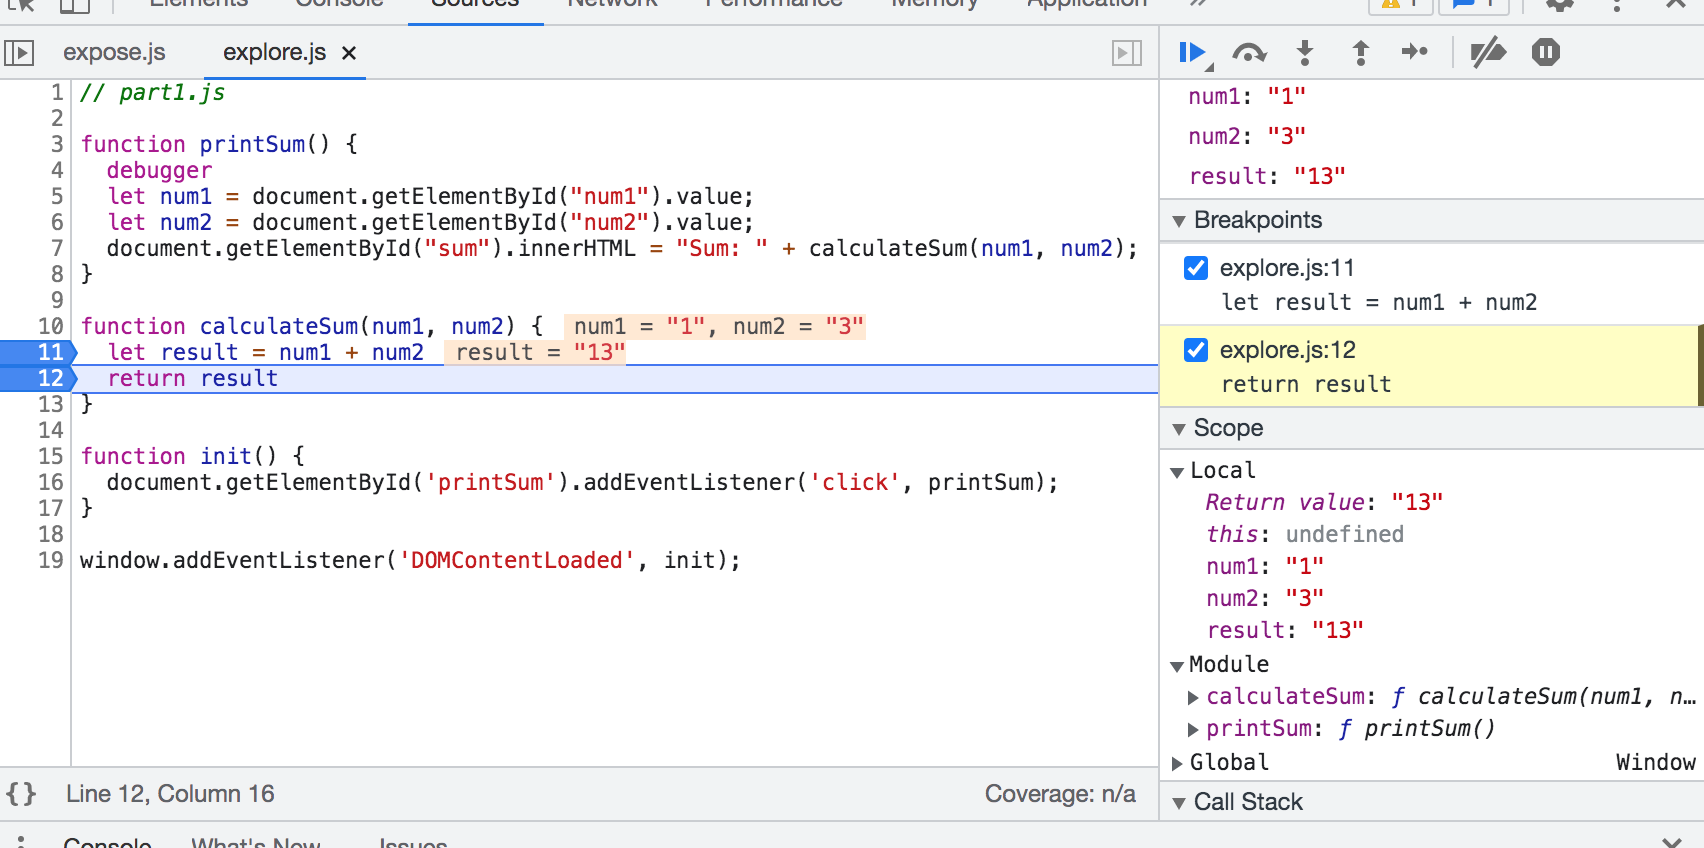 Elements Console Sources Network Performance Memory Application » 1 1
expose.js explore.js ×
1 // part1.js
2
3 function printSum() {
4 debugger
5 let num1 = document.getElementById("num1").value;
6 let num2 = document.getElementById("num2").value;
7 document.getElementById("sum").innerHTML = "Sum: " + calculateSum(num1, num2);
8 }
9
10 function calculateSum(num1, num2) { num1 = "1", num2 = "3"
11 let result = num1 + num2 result = "13"
12 return result
13 }
14
15 function init() {
16 document.getElementById('printSum').addEventListener('click', printSum);
17 }
18
19 window.addEventListener('DOMContentLoaded', init);
{} Line 12, Column 16 Coverage: n/a
num1: "1"
num2: "3"
result: "13"
Breakpoints
explore.js:11
let result = num1 + num2
explore.js:12
return result
Scope
Local
Return value: "13"
this: undefined
num1: "1"
num2: "3"
result: "13"
Module
calculateSum: ƒ calculateSum(num1, n…
printSum: ƒ printSum()
Global Window
Call Stack
Console What's New Issues